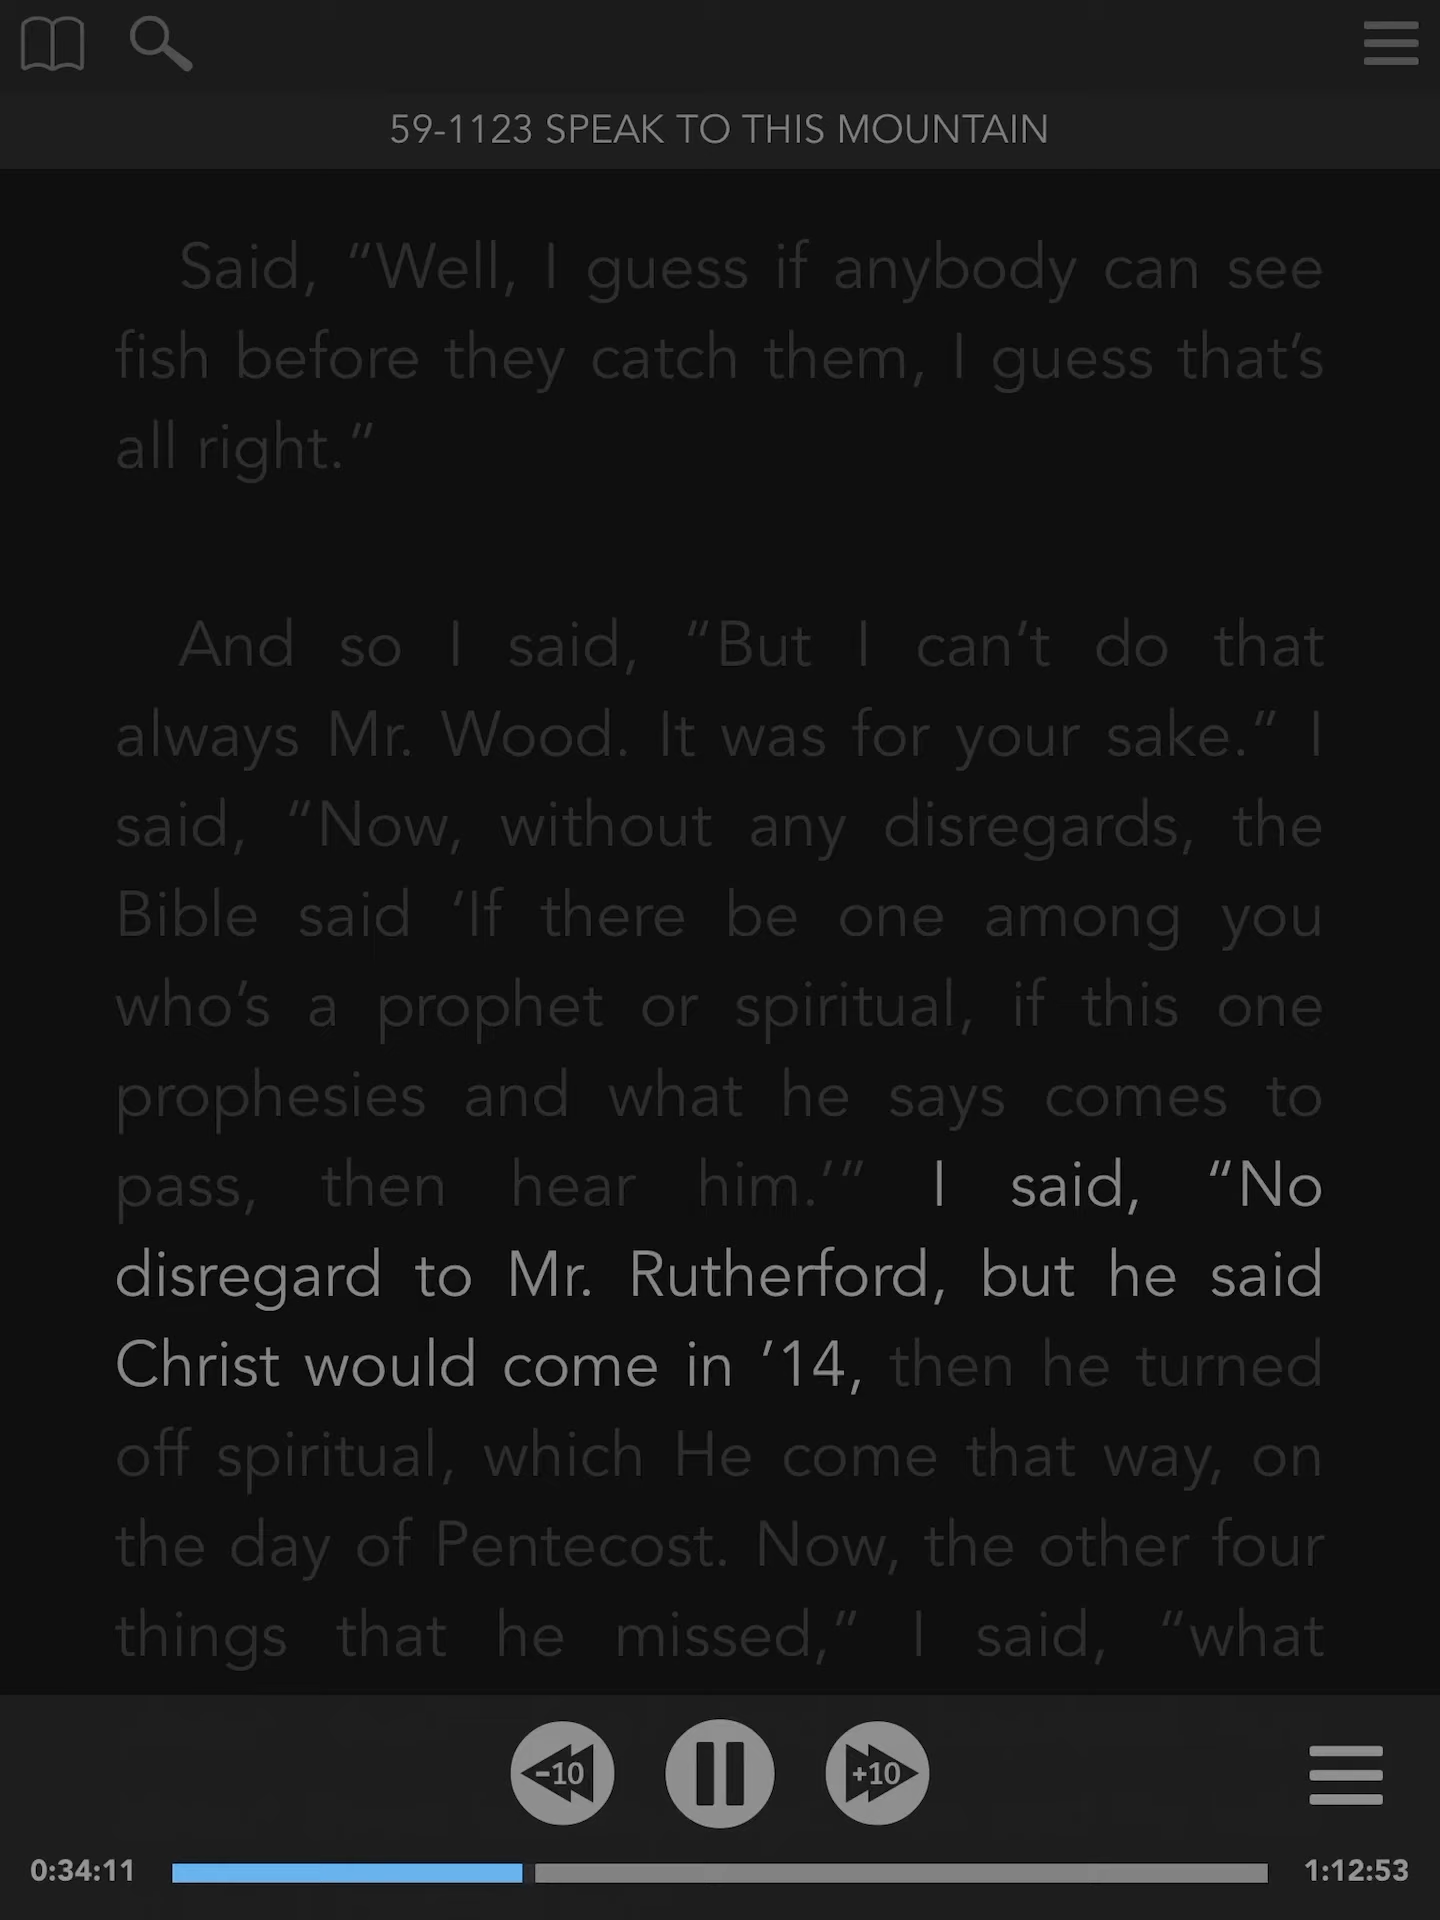 59-1123 SPEAK TO THIS MOUNTAIN
Said, “Well, I guess if anybody can see
fish before they catch them, I guess that’s
all right.”
And so I said, “But I can’t do that
always Mr. Wood. It was for your sake.” I
said, “Now, without any disregards, the
Bible said ‘If there be one among you
who’s a prophet or spiritual, if this one
prophesies and what he says comes to
pass, then hear him.’” I said, “No
disregard to Mr. Rutherford, but he said
Christ would come in ’14, then he turned
off spiritual, which He come that way, on
the day of Pentecost. Now, the other four
things that he missed,” I said, “what
-10 +10
0:34:11 1:12:53